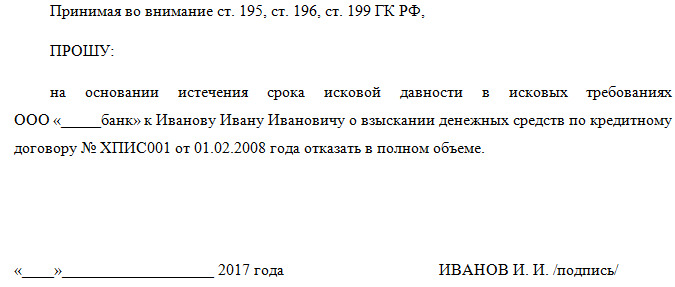 Принимая во внимание ст. 195, ст. 196, ст. 199 ГК РФ,
ПРОШУ:
на основании истечения срока исковой давности в исковых требованиях
ООО «_____банк» к Иванову Ивану Ивановичу о взыскании денежных средств по кредитному
договору № ХПИС001 от 01.02.2008 года отказать в полном объеме.
«____»___________________ 2017 года ИВАНОВ И. И. /подпись/